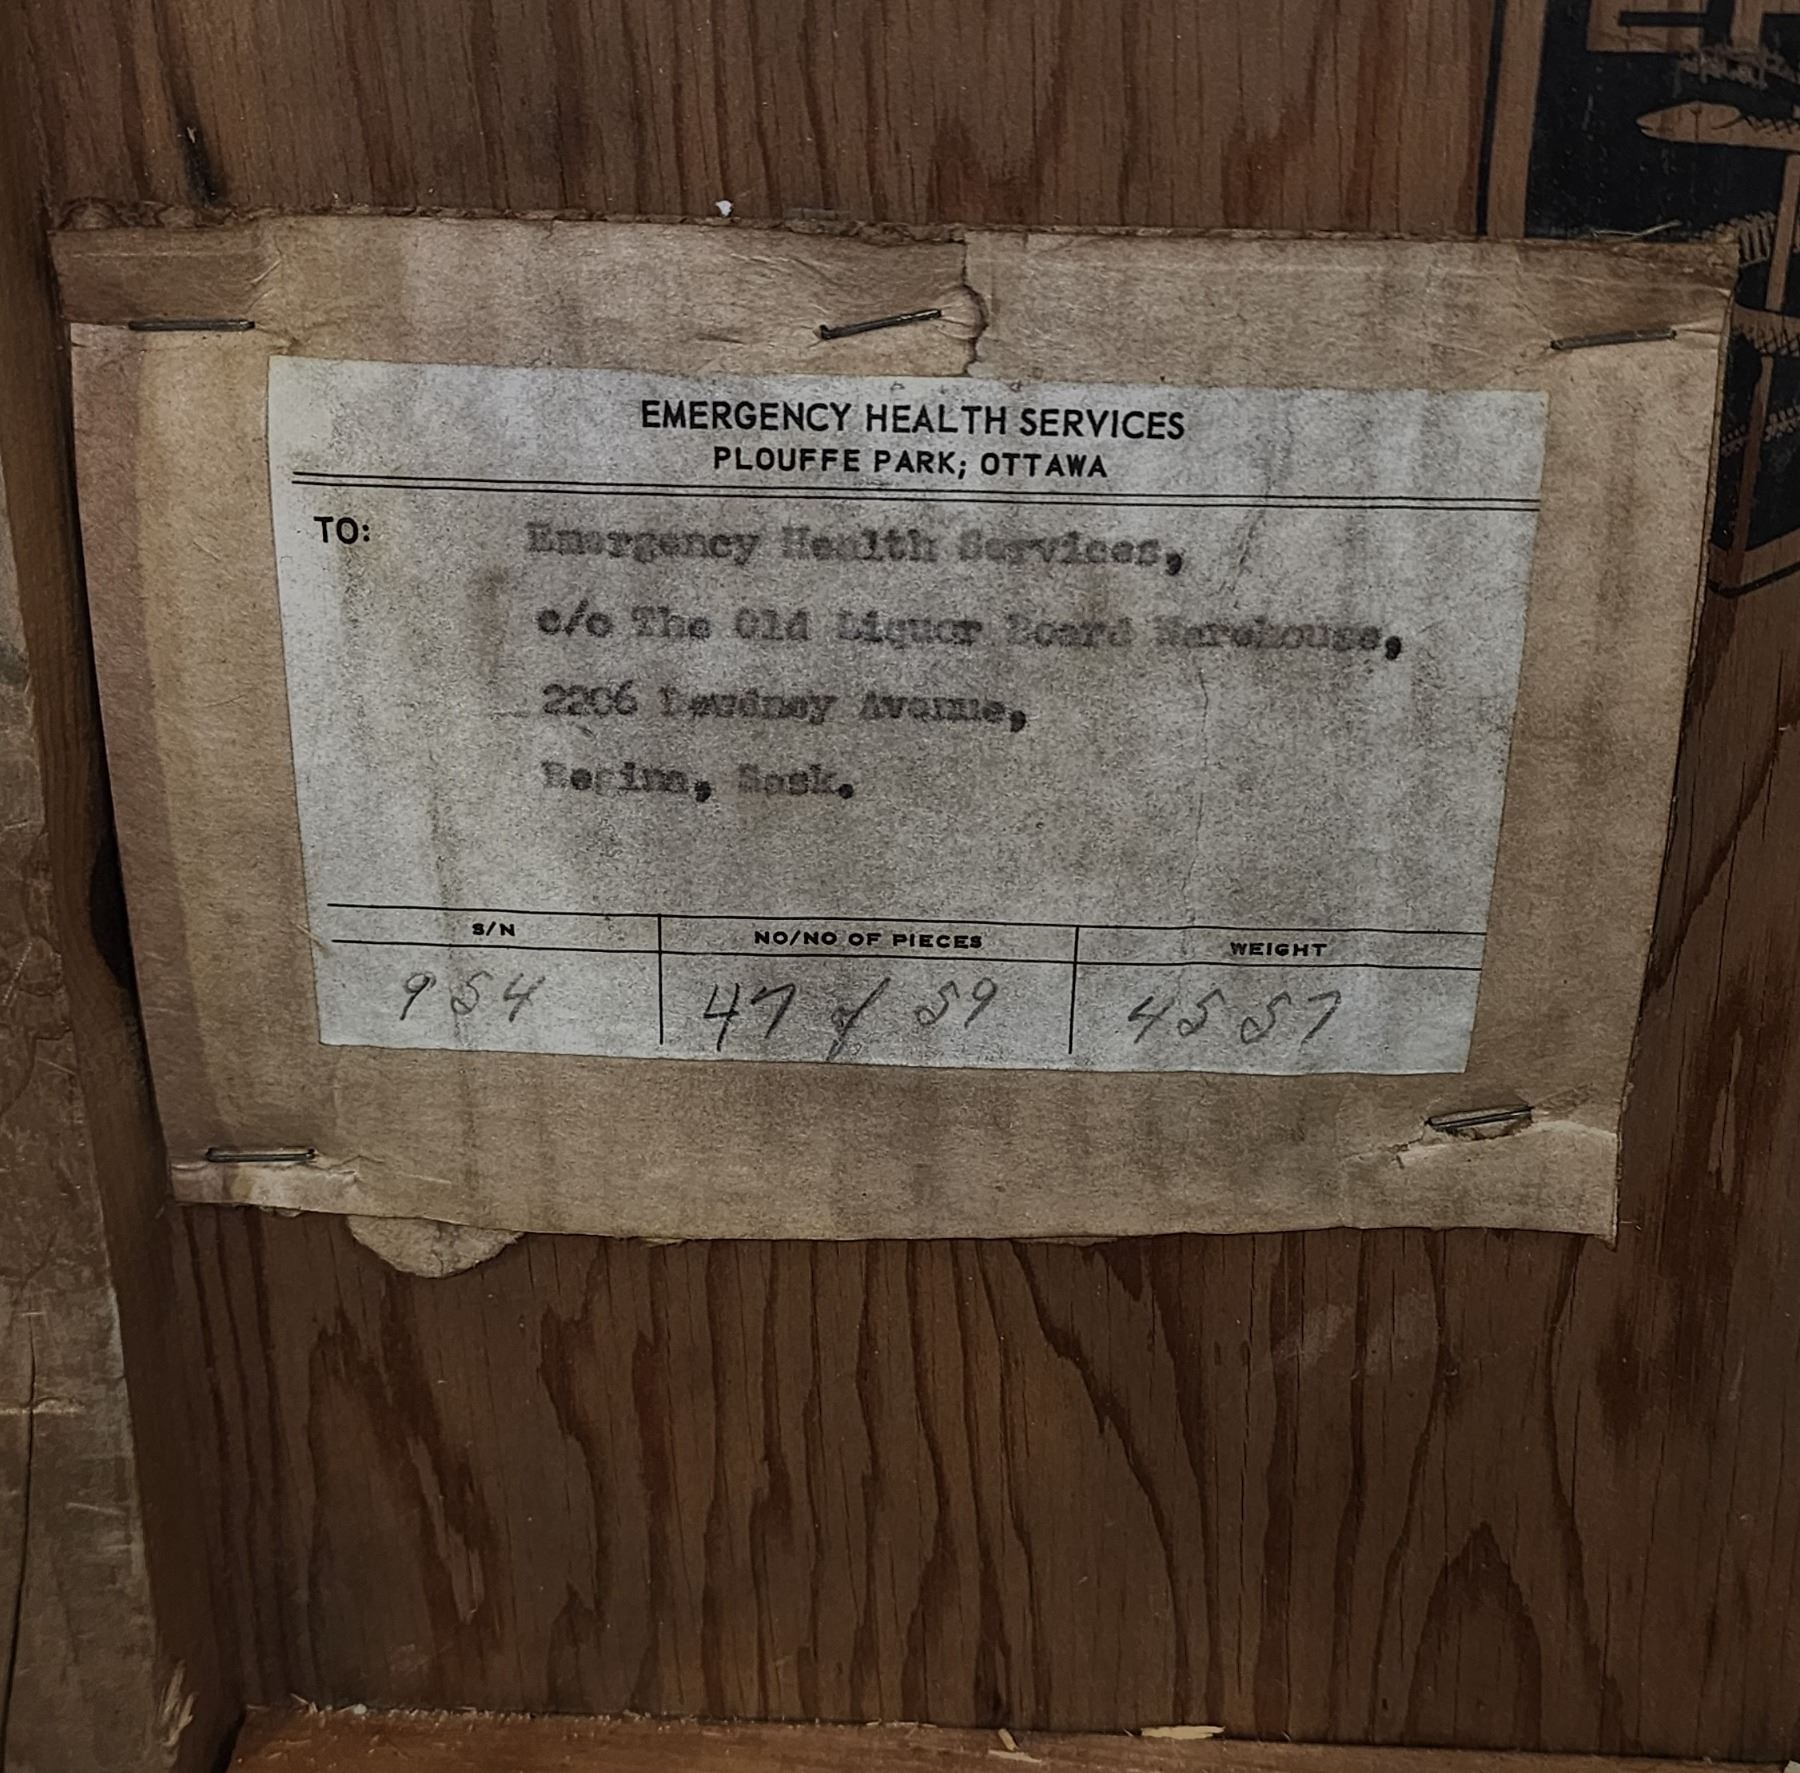 EMERGENCY HEALTH SERVICES
PLOUFFE PARK; OTTAWA
TO:
Emergency Health Services,
c/o The Old Liquor Board Warehouse,
2206 Dewdney Avenue,
Regina, Sask.
S/N NO/NO OF PIECES WEIGHT
954 47 of 59 4557